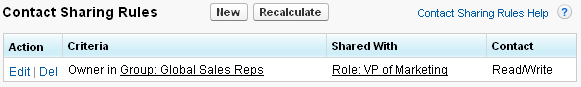 Contact Sharing Rules New Recalculate Contact Sharing Rules Help ?
Action Criteria Shared With Contact
Edit | Del Owner in Group: Global Sales Reps Role: VP of Marketing Read/Write